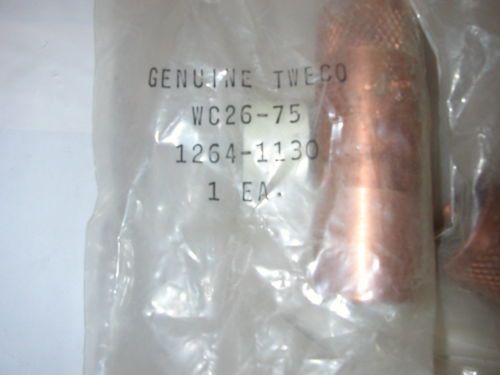 GENUINE TWECO
WC26-75
1264-1130
1 EA.